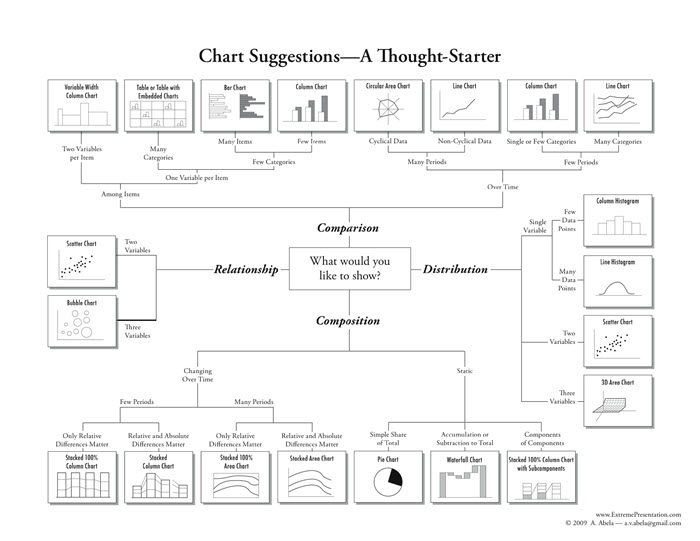 Chart Suggestions—A Thought-Starter
Variable Width
Column Chart
Table or Table with
Embedded Charts
Bar Chart
Column Chart
Circular Area Chart
Line Chart
Column Chart
Line Chart
Two Variables
per Item
Many
Categories
Many Items
Few Items
Cyclical Data
Non-Cyclical Data
Single or Few Categories
Many Categories
Few Categories
Many Periods
Few Periods
One Variable per Item
Among Items
Over Time
Comparison
What would you
like to show?
Relationship
Distribution
Composition
Scatter Chart
Two
Variables
Bubble Chart
Three
Variables
Single
Variable
Few
Data
Points
Column Histogram
Many
Data
Points
Line Histogram
Two
Variables
Scatter Chart
Three
Variables
3D Area Chart
Changing
Over Time
Static
Few Periods
Many Periods
Only Relative
Differences Matter
Relative and Absolute
Differences Matter
Only Relative
Differences Matter
Relative and Absolute
Differences Matter
Simple Share
of Total
Accumulation or
Subtraction to Total
Components
of Components
Stacked 100%
Column Chart
Stacked
Column Chart
Stacked 100%
Area Chart
Stacked Area Chart
Pie Chart
Waterfall Chart
Stacked 100% Column Chart
with Subcomponents
www.ExtremePresentation.com
© 2009 A. Abela — a.v.abela@gmail.com